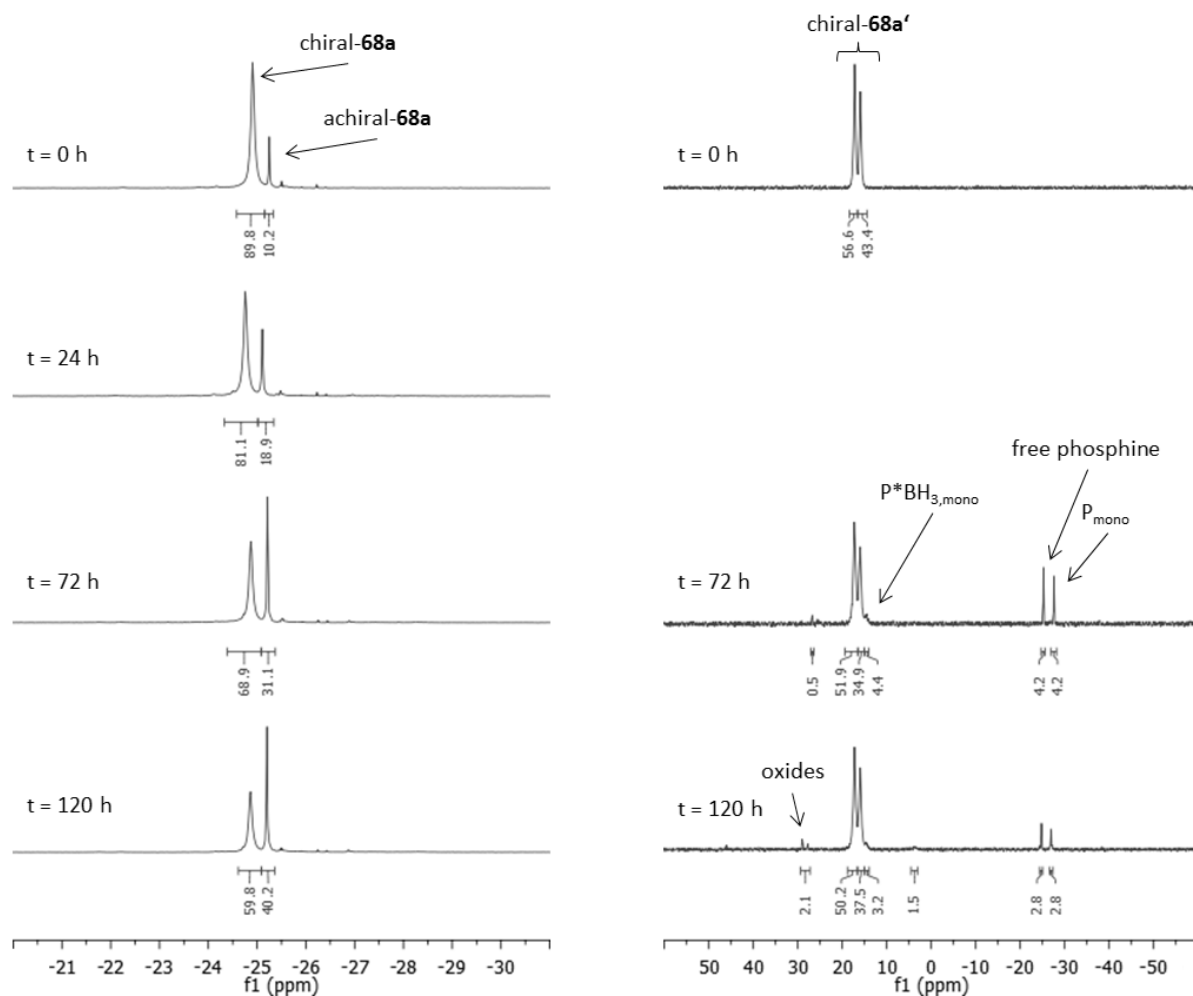 chiral-68a
achiral-68a
t = 0 h
89.8
10.2
t = 24 h
81.1
18.9
t = 72 h
68.9
31.1
t = 120 h
59.8
40.2
-21 -22 -23 -24 -25 -26 -27 -28 -29 -30
f1 (ppm)
chiral-68a‘
t = 0 h
56.6
43.4
free phosphine
P*BH3,mono
Pmono
t = 72 h
0.5
51.9
34.9
4.4
4.2
4.2
oxides
t = 120 h
2.1
50.2
37.5
3.2
1.5
2.8
2.8
50 40 30 20 10 0 -10 -20 -30 -40 -50
f1 (ppm)